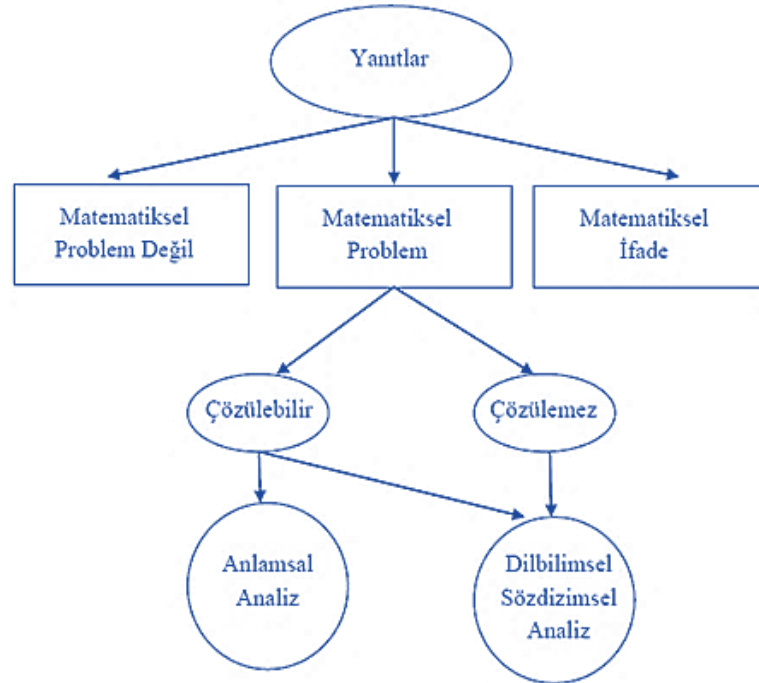 Yanıtlar
Matematiksel
Problem Değil
Matematiksel
Problem
Matematiksel
İfade
Çözülebilir
Çözülemez
Anlamsal
Analiz
Dilbilimsel
Sözdizimsel
Analiz